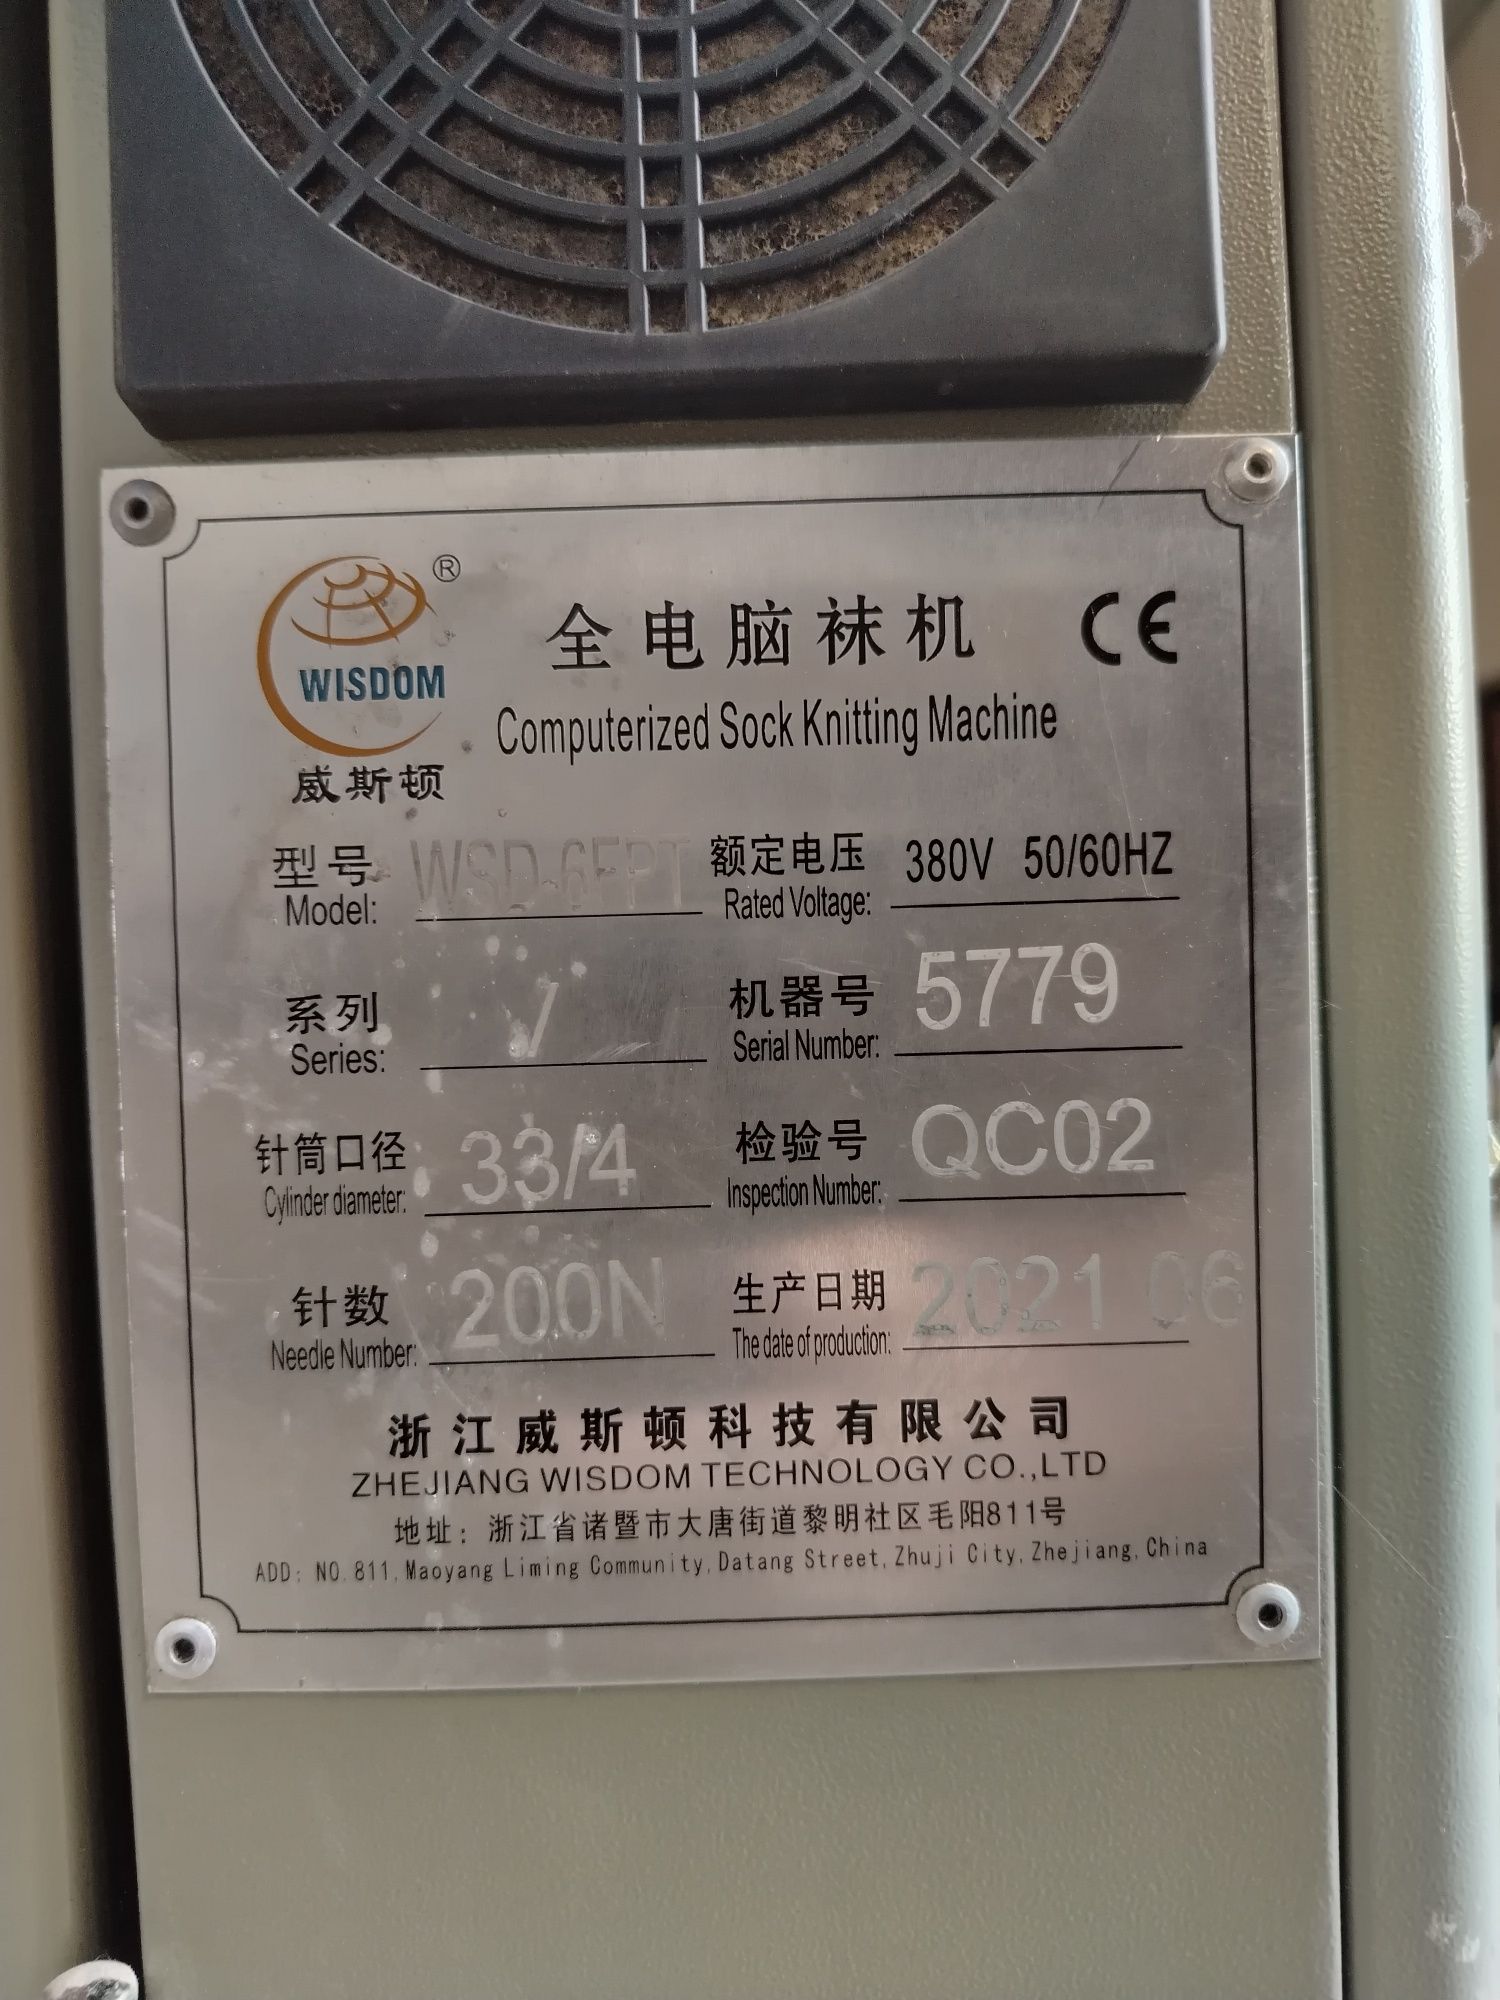 ®
WISDOM
威斯顿
全电脑袜机
CE
Computerized Sock Knitting Machine
型号 WSD-6FPT
Model:
额定电压 380V 50/60HZ
Rated Voltage:
系列 /
Series:
机器号 5779
Serial Number:
针筒口径 33/4
Cylinder diameter:
检验号 QC02
Inspection Number:
针数 200N
Needle Number:
生产日期 2021 06
The date of production:
浙江威斯顿科技有限公司
ZHEJIANG WISDOM TECHNOLOGY CO.,LTD
地址：浙江省诸暨市大唐街道黎明社区毛阳811号
ADD: NO.811,Maoyang Liming Community,Datang Street,Zhuji City,Zhejiang,China